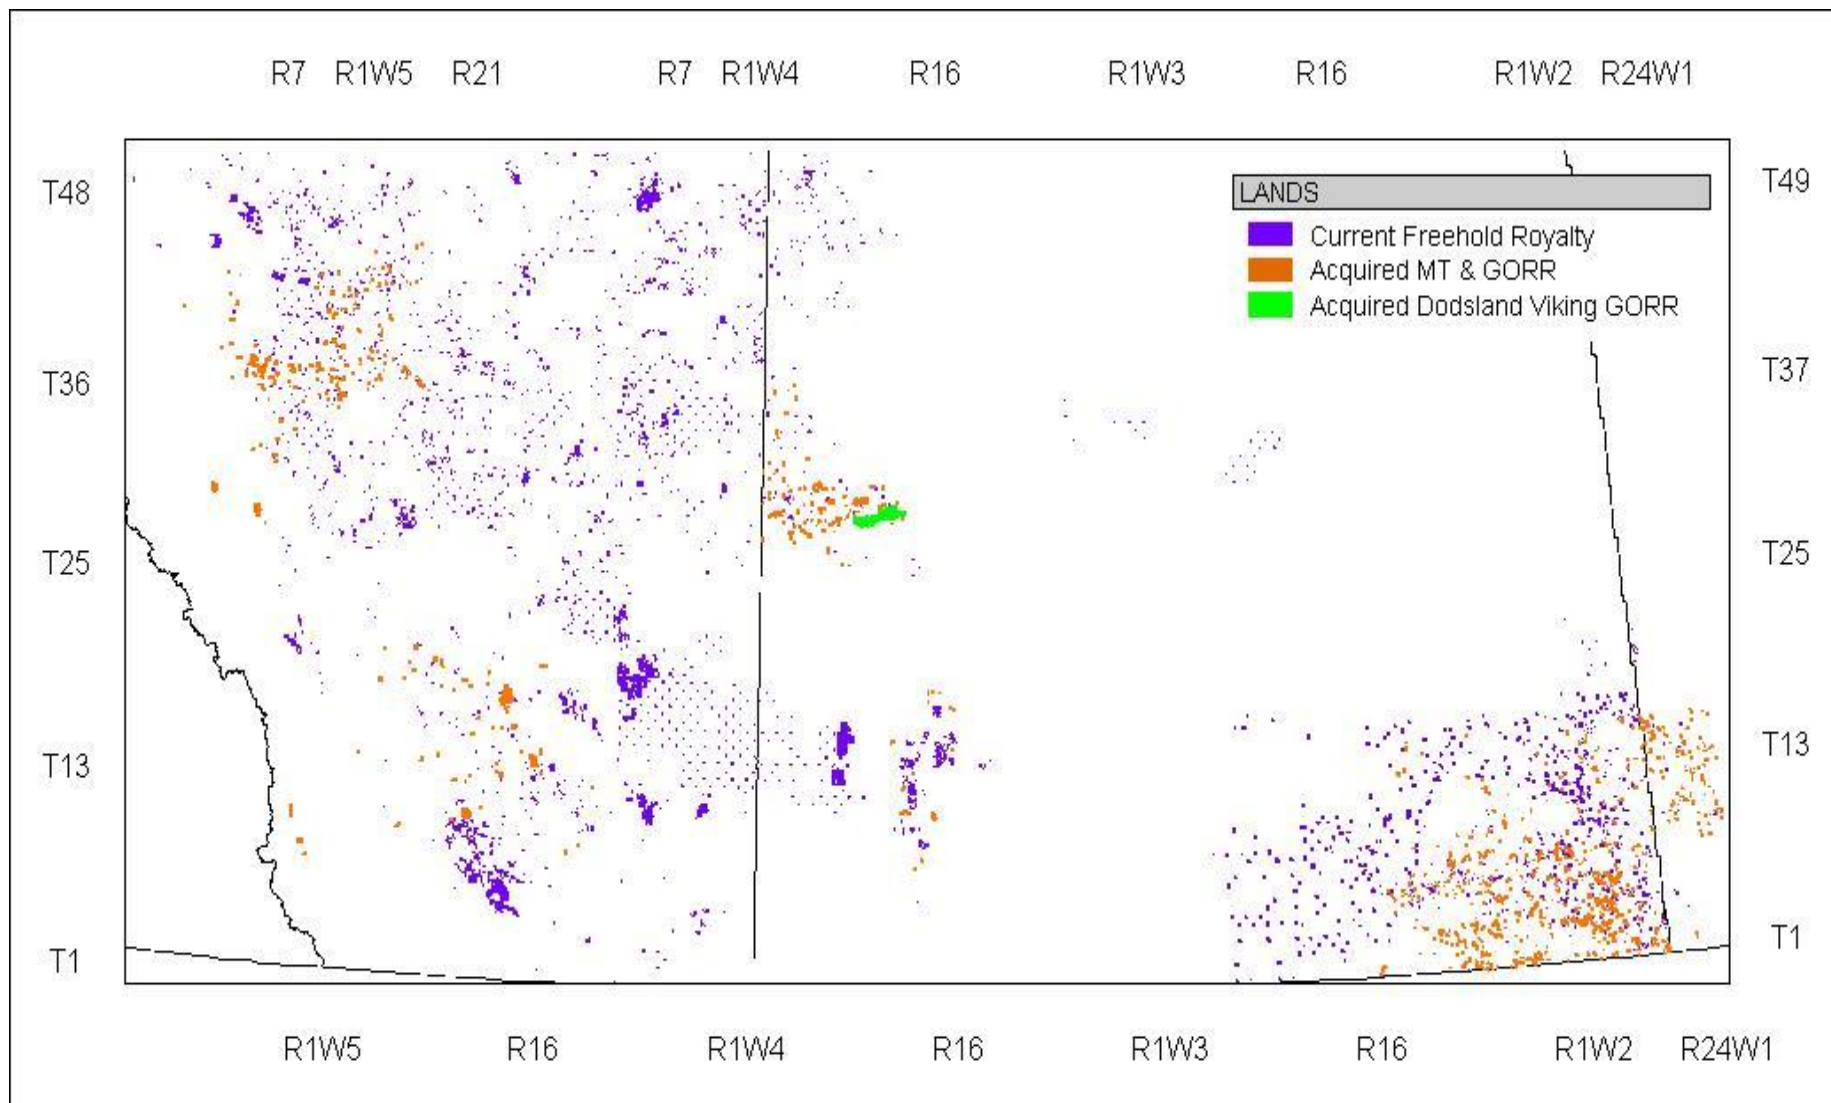 R7 R1W5 R21 R7 R1W4 R16 R1W3 R16 R1W2 R24W1
T48 T49
LANDS
Current Freehold Royalty
Acquired MT & GORR
Acquired Dodsland Viking GORR
T36 T37
T25 T25
T13 T13
T1 T1
R1W5 R16 R1W4 R16 R1W3 R16 R1W2 R24W1